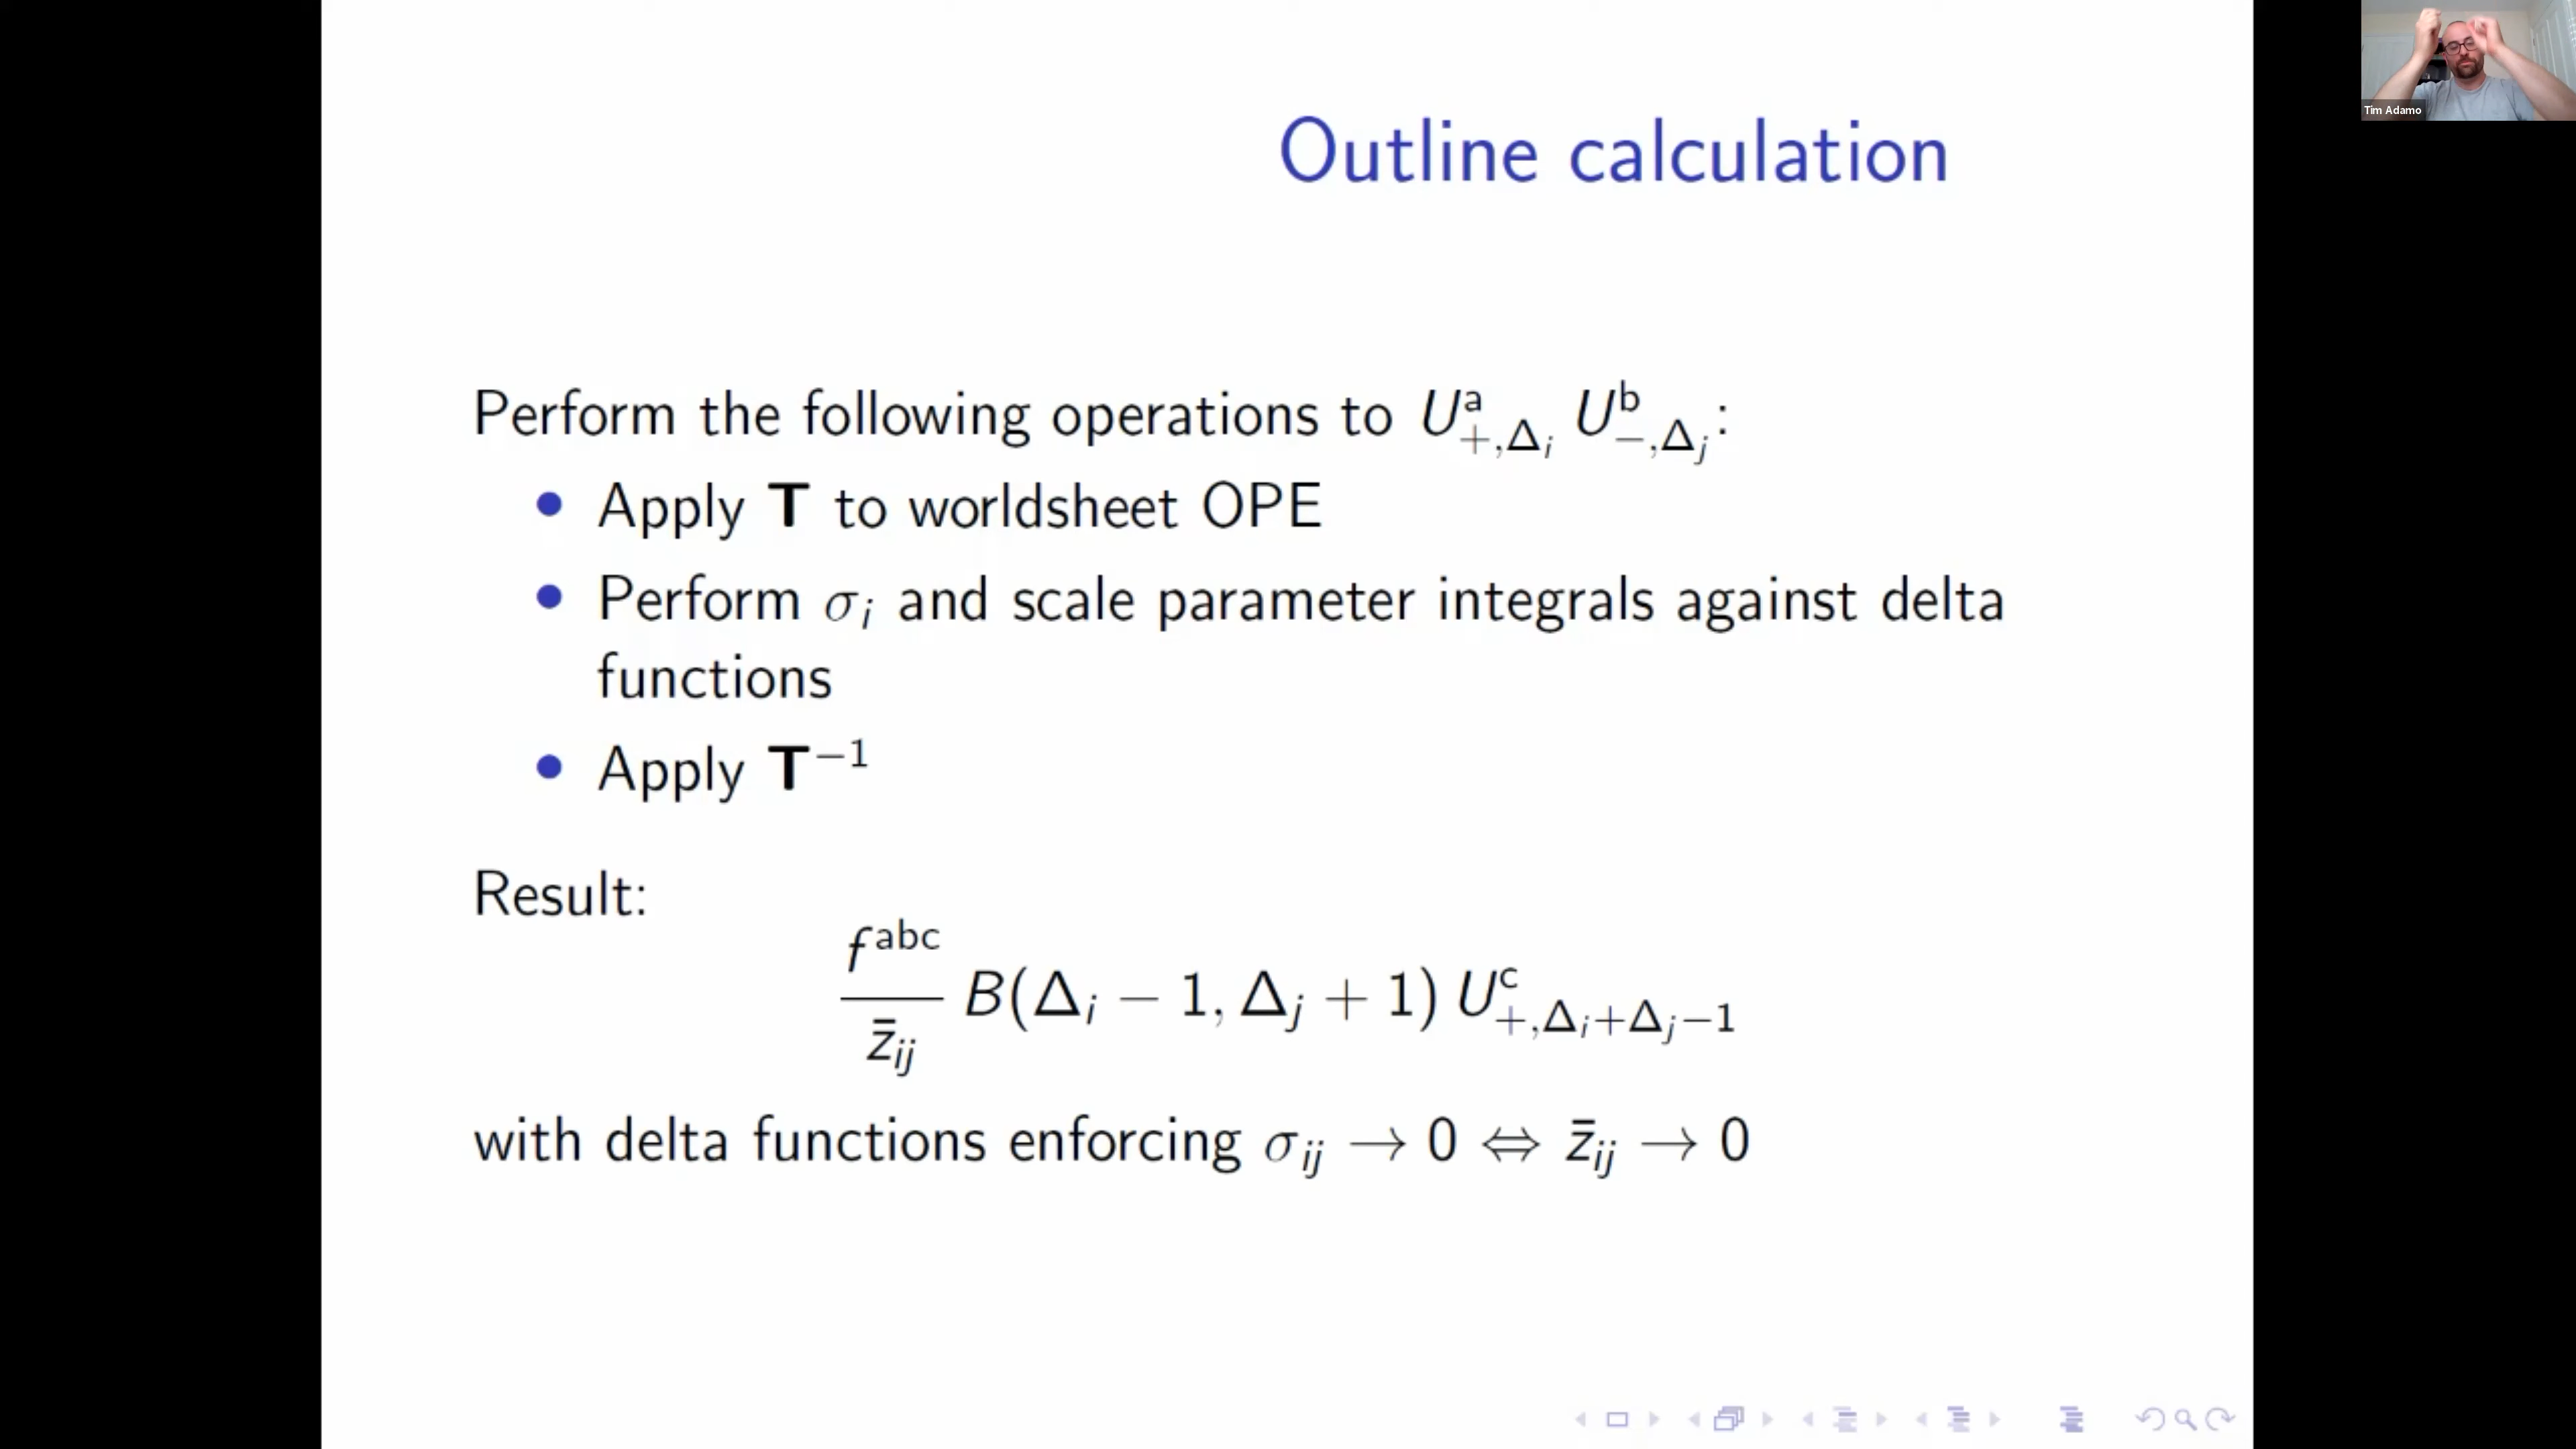 Tim Adamo
Outline calculation
Perform the following operations to U^a_{+,Δ_i} U^b_{−,Δ_j}:
• Apply T to worldsheet OPE
• Perform σ_i and scale parameter integrals against delta
functions
• Apply T^{−1}
Result:
f^{abc} / z̄_{ij} B(Δ_i − 1, Δ_j + 1) U^c_{+,Δ_i+Δ_j−1}
with delta functions enforcing σ_{ij} → 0 ⇔ z̄_{ij} → 0